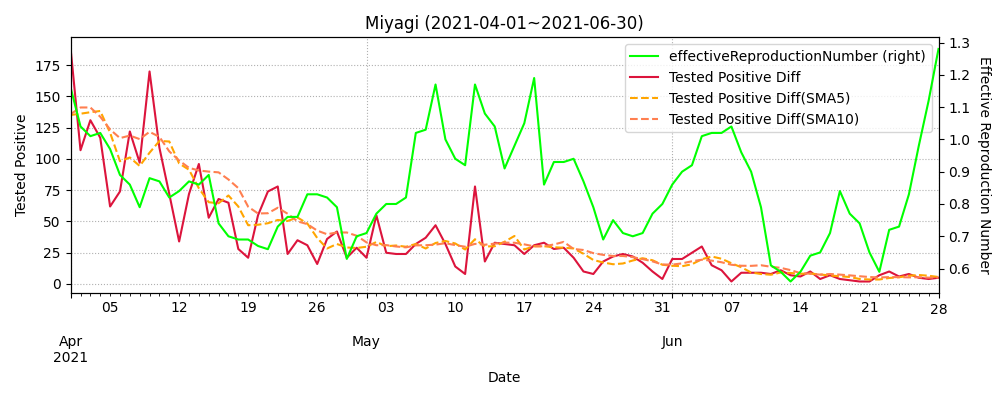 Miyagi (2021-04-01~2021-06-30)
effectiveReproductionNumber (right)
Tested Positive Diff
Tested Positive Diff(SMA5)
Tested Positive Diff(SMA10)
Tested Positive
175
150
125
100
75
50
25
0
1.3
1.2
1.1
1.0
0.9
0.8
0.7
0.6
Effective Reproduction Number
05 12 19 26 03 10 17 24 31 07 14 21 28
Apr May Jun
2021
Date